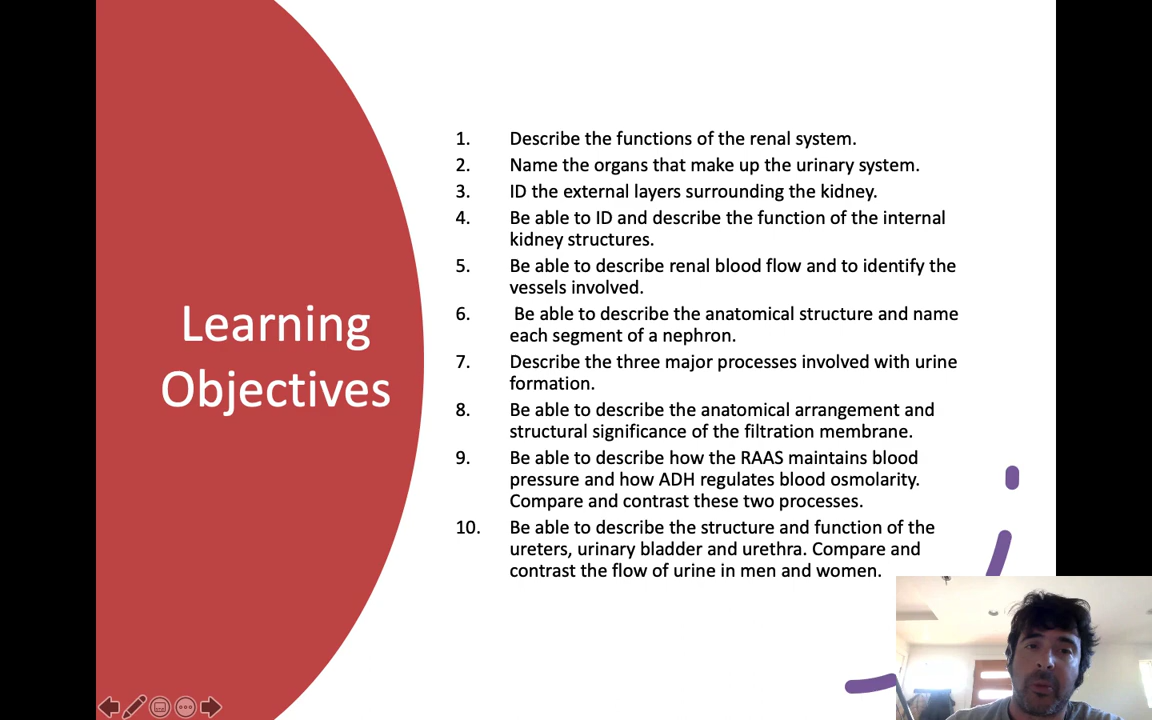 Learning
Objectives
1. Describe the functions of the renal system.
2. Name the organs that make up the urinary system.
3. ID the external layers surrounding the kidney.
4. Be able to ID and describe the function of the internal
kidney structures.
5. Be able to describe renal blood flow and to identify the
vessels involved.
6. Be able to describe the anatomical structure and name
each segment of a nephron.
7. Describe the three major processes involved with urine
formation.
8. Be able to describe the anatomical arrangement and
structural significance of the filtration membrane.
9. Be able to describe how the RAAS maintains blood
pressure and how ADH regulates blood osmolarity.
Compare and contrast these two processes.
10. Be able to describe the structure and function of the
ureters, urinary bladder and urethra. Compare and
contrast the flow of urine in men and women.